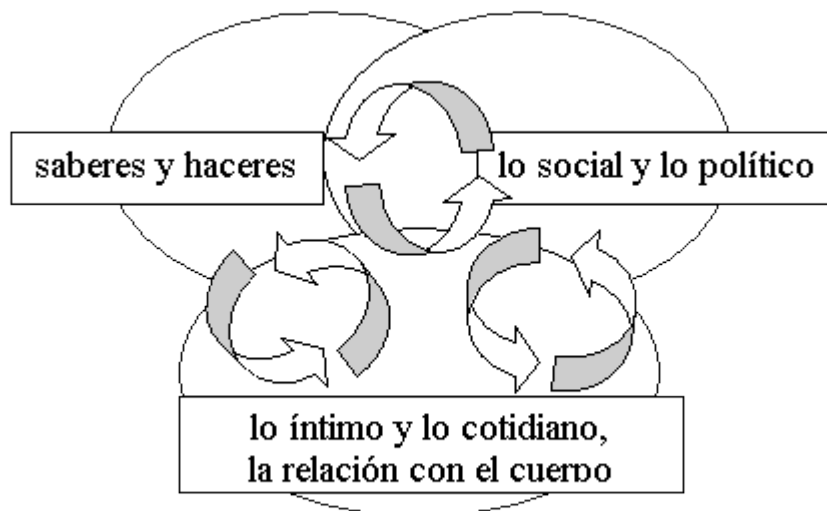 saberes y haceres
lo social y lo político
lo íntimo y lo cotidiano,
la relación con el cuerpo